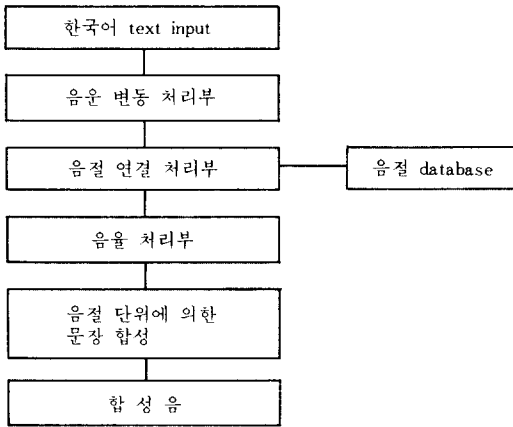 한국어 text input
음운 변동 처리부
음절 연결 처리부
음절 database
음율 처리부
음절 단위에 의한
문장 합성
합 성 음